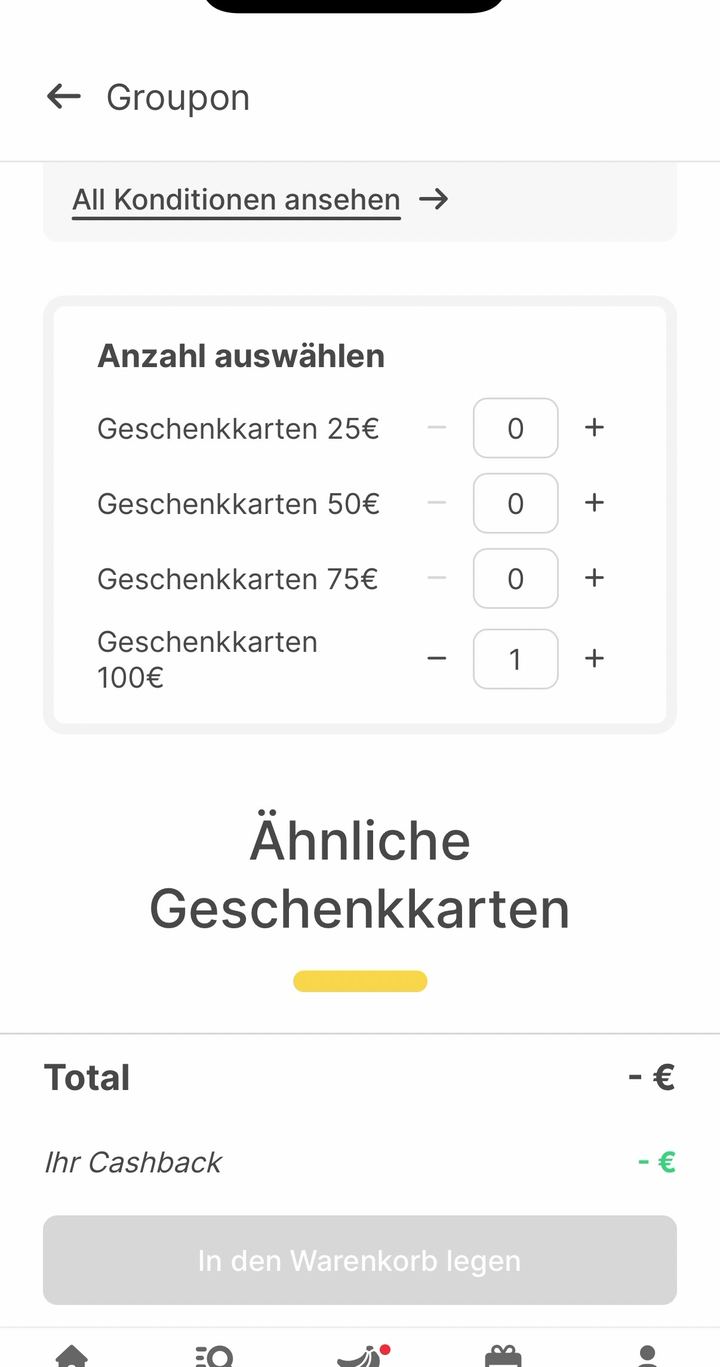 Groupon
All Konditionen ansehen
Anzahl auswählen
Geschenkkarten 25€ − 0 +
Geschenkkarten 50€ − 0 +
Geschenkkarten 75€ − 0 +
Geschenkkarten
100€ − 1 +
Ähnliche
Geschenkkarten
Total - €
Ihr Cashback - €
In den Warenkorb legen